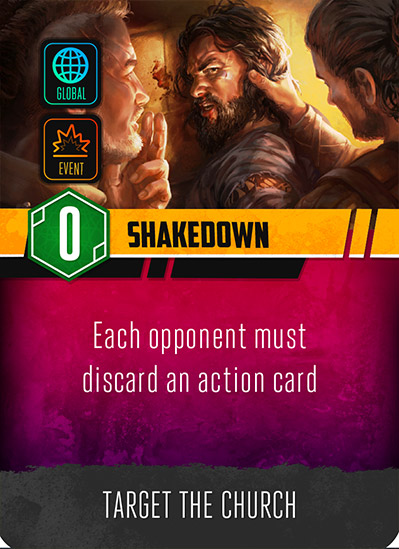 GLOBAL
EVENT
0
SHAKEDOWN
Each opponent must
discard an action card
TARGET THE CHURCH